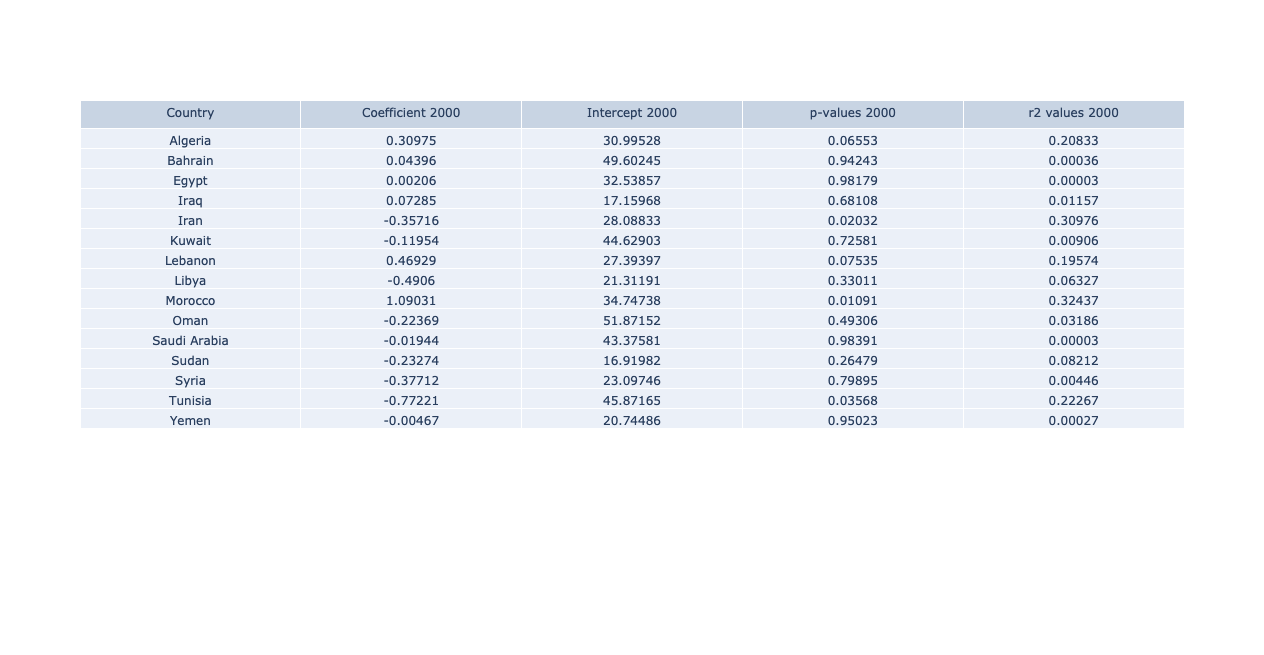 Country Coefficient 2000 Intercept 2000 p-values 2000 r2 values 2000
Algeria 0.30975 30.99528 0.06553 0.20833
Bahrain 0.04396 49.60245 0.94243 0.00036
Egypt 0.00206 32.53857 0.98179 0.00003
Iraq 0.07285 17.15968 0.68108 0.01157
Iran -0.35716 28.08833 0.02032 0.30976
Kuwait -0.11954 44.62903 0.72581 0.00906
Lebanon 0.46929 27.39397 0.07535 0.19574
Libya -0.4906 21.31191 0.33011 0.06327
Morocco 1.09031 34.74738 0.01091 0.32437
Oman -0.22369 51.87152 0.49306 0.03186
Saudi Arabia -0.01944 43.37581 0.98391 0.00003
Sudan -0.23274 16.91982 0.26479 0.08212
Syria -0.37712 23.09746 0.79895 0.00446
Tunisia -0.77221 45.87165 0.03568 0.22267
Yemen -0.00467 20.74486 0.95023 0.00027